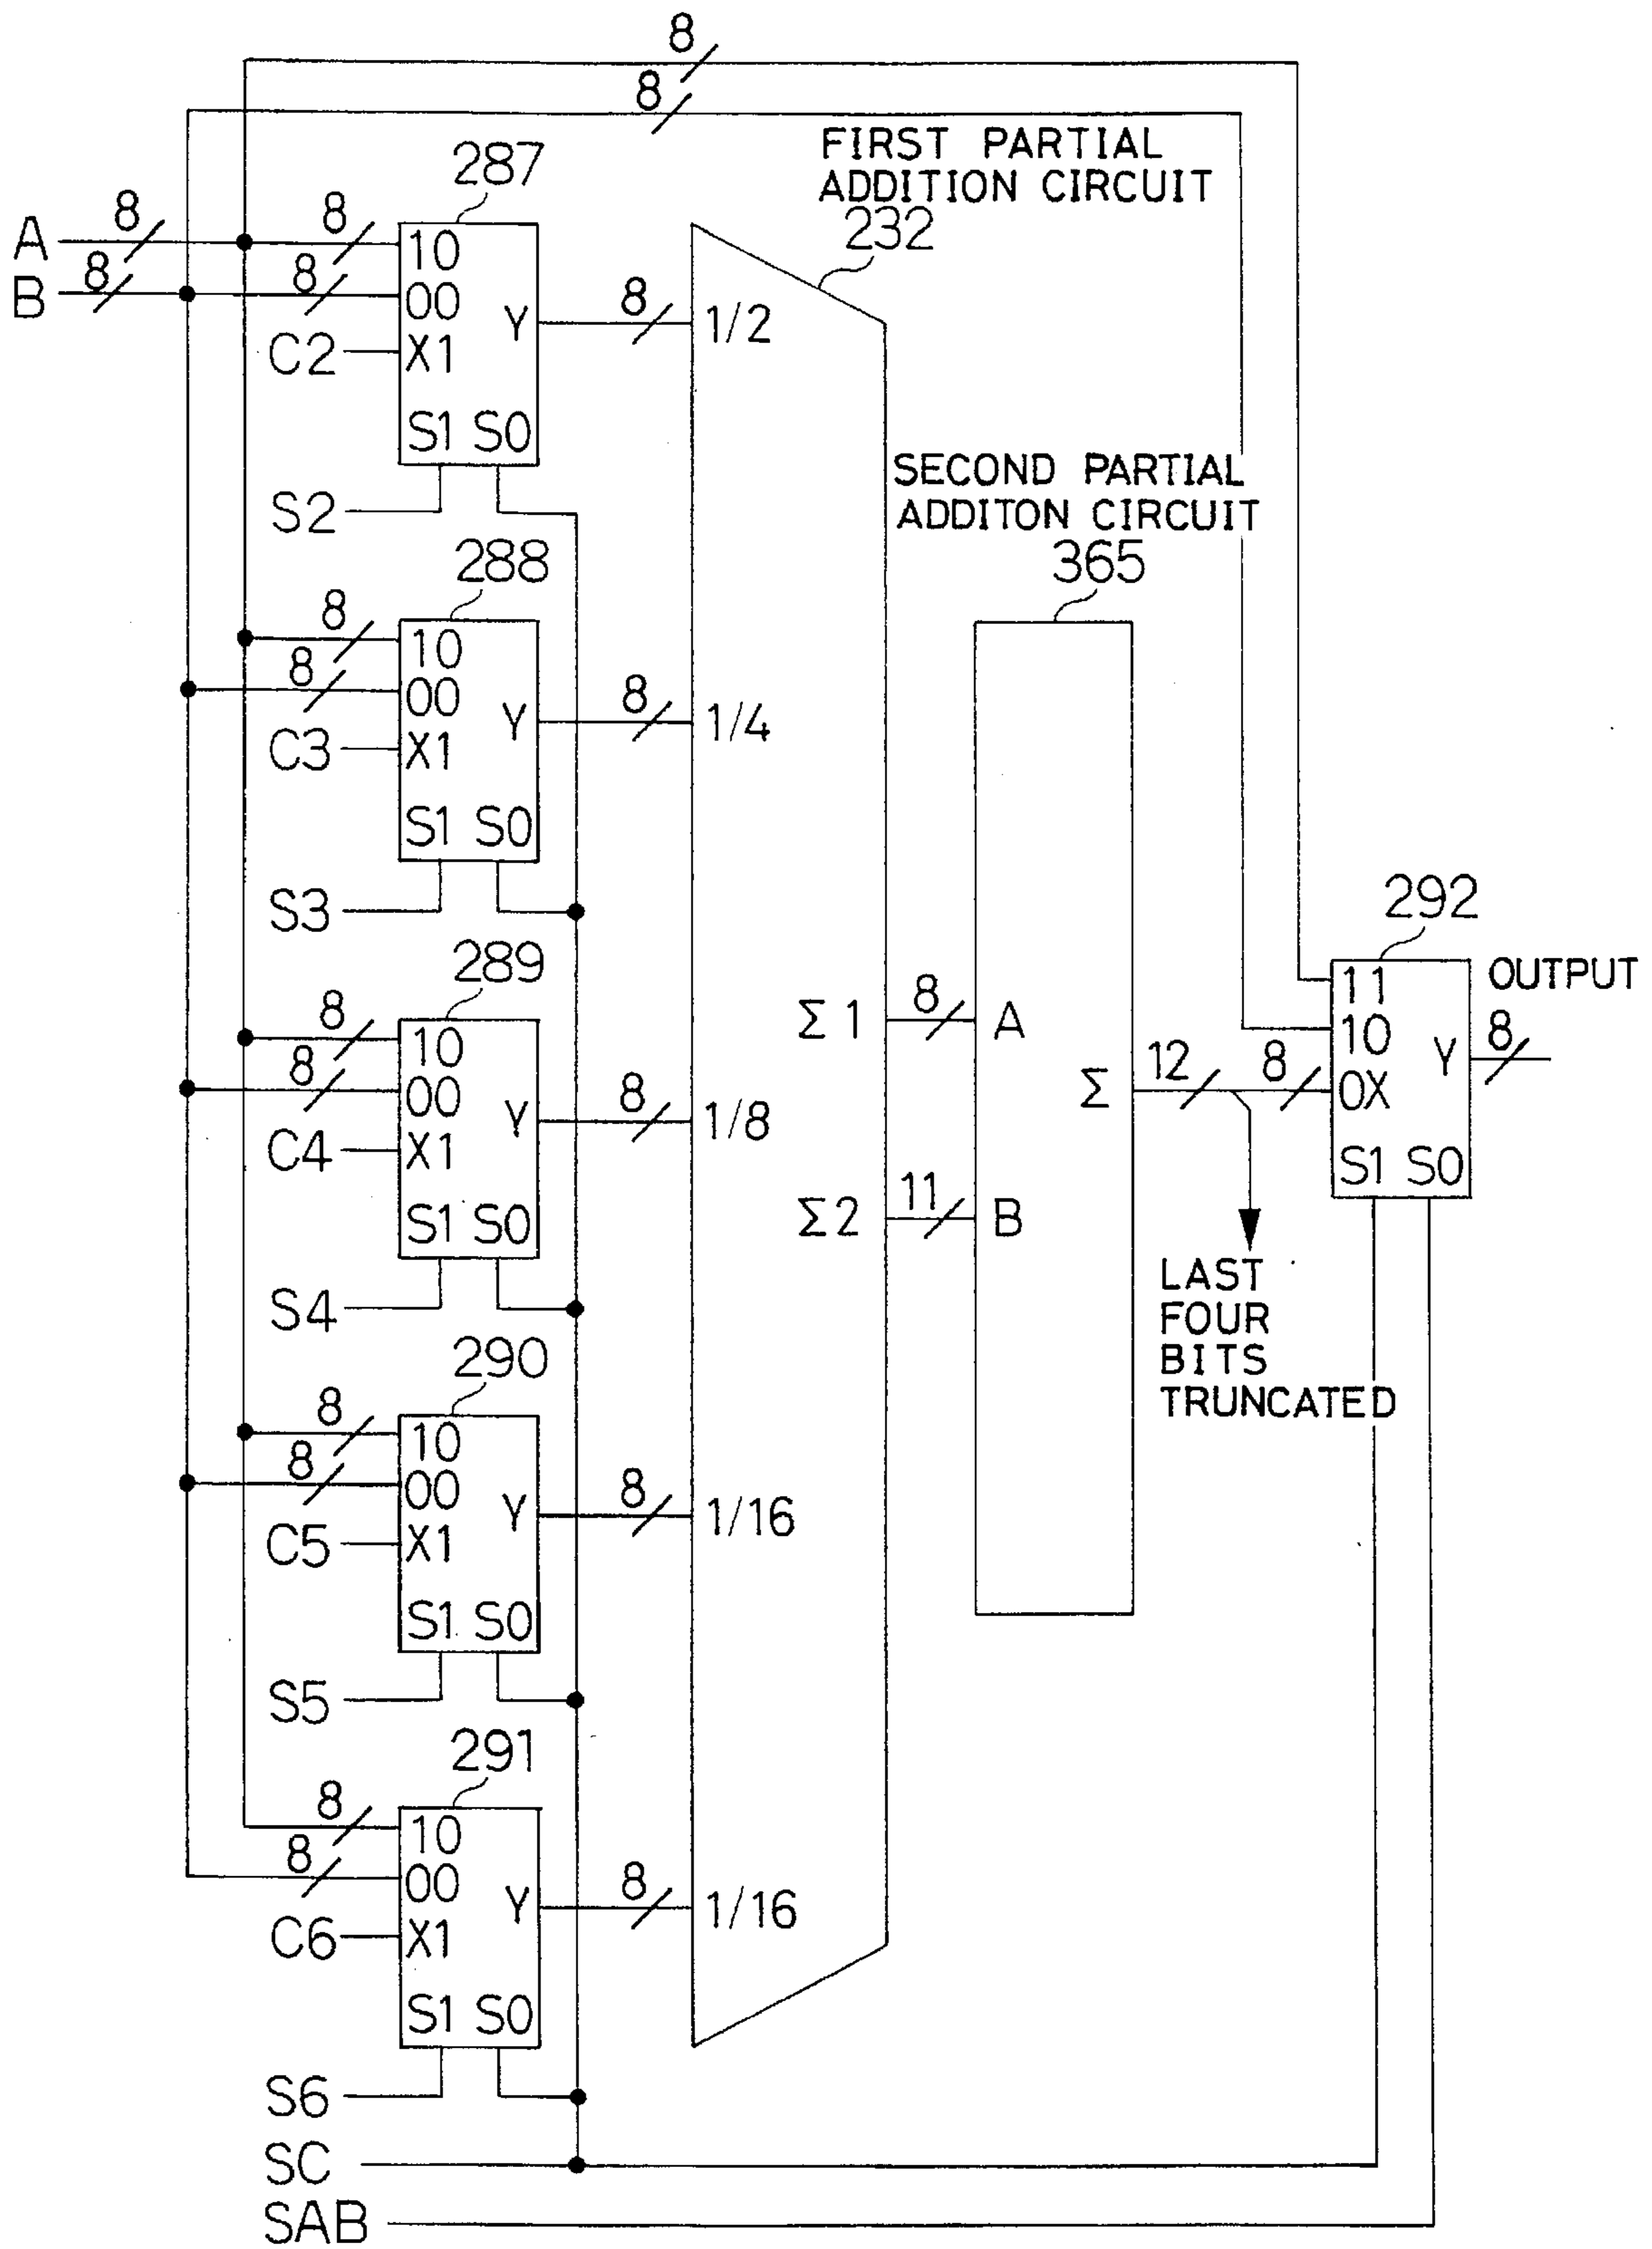 8
8
FIRST PARTIAL
ADDITION CIRCUIT
232
287
A 8 8 10
B 8 8 00
C2 X1 Y 8 1/2
S1 S0
S2
SECOND PARTIAL
ADDITON CIRCUIT
365
288
8 10
8 00
C3 X1 Y 8 1/4
S1 S0
S3
289
8 10
8 00
C4 X1 Y 8 1/8
S1 S0
S4
Σ1 8 A
Σ2 11 B
Σ 12 8
292
11
10
0X Y 8
OUTPUT
S1 S0
LAST
FOUR
BITS
TRUNCATED
290
8 10
8 00
C5 X1 Y 8 1/16
S1 S0
S5
291
8 10
8 00
C6 X1 Y 8 1/16
S1 S0
S6
SC
SAB